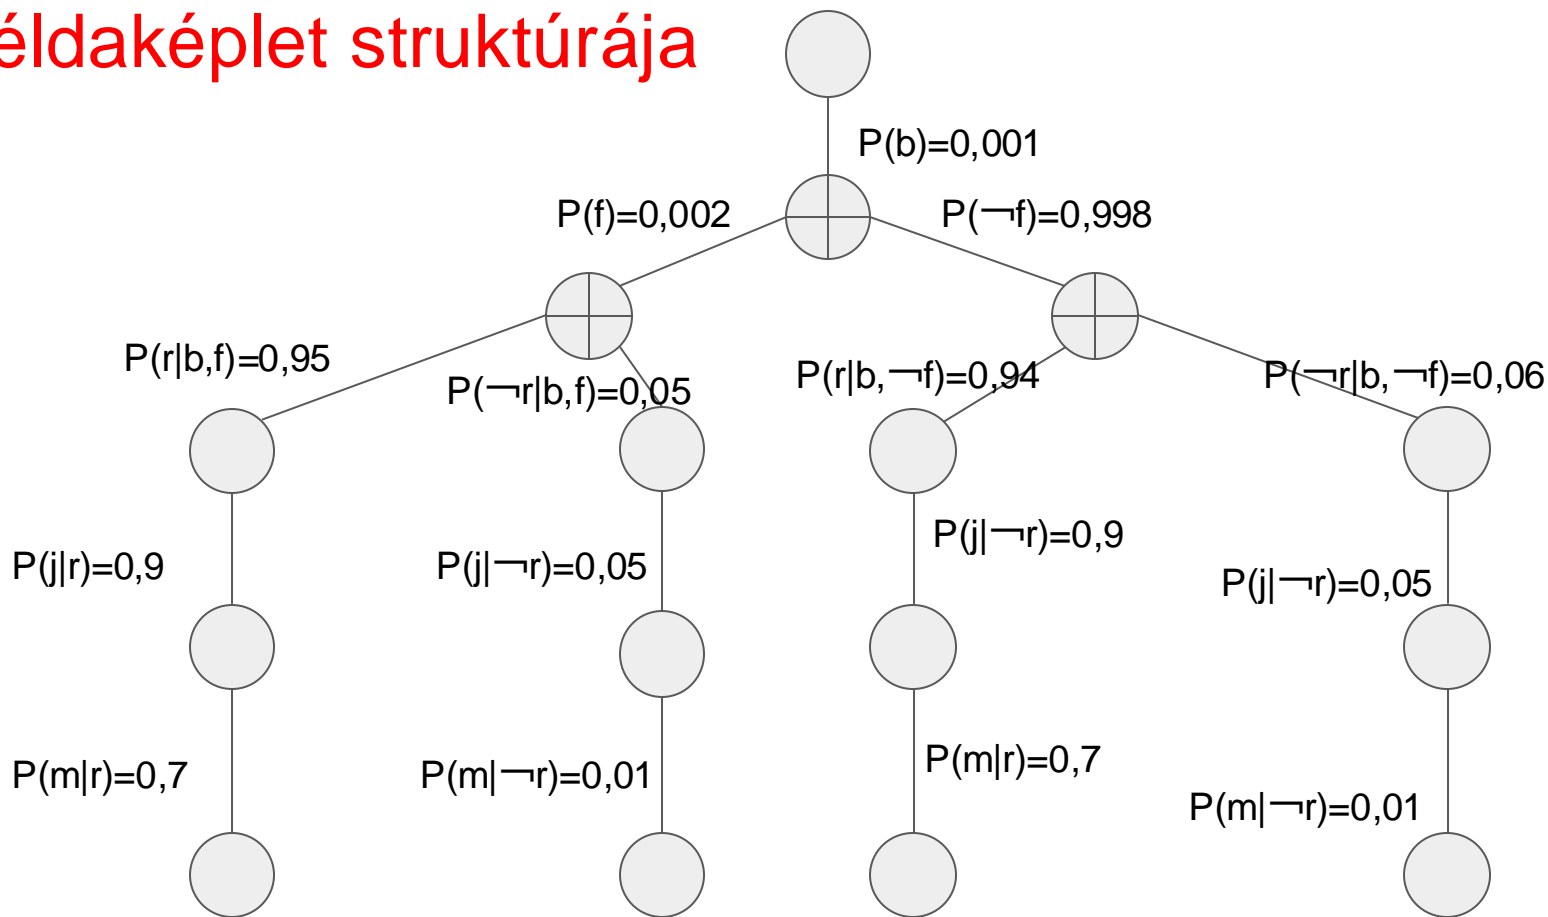 éldaképlet struktúrája
P(b)=0,001
P(f)=0,002
P(¬f)=0,998
P(r|b,f)=0,95
P(¬r|b,f)=0,05
P(r|b,¬f)=0,94
P(¬r|b,¬f)=0,06
P(j|r)=0,9
P(j|¬r)=0,05
P(j|¬r)=0,9
P(j|¬r)=0,05
P(m|r)=0,7
P(m|¬r)=0,01
P(m|r)=0,7
P(m|¬r)=0,01